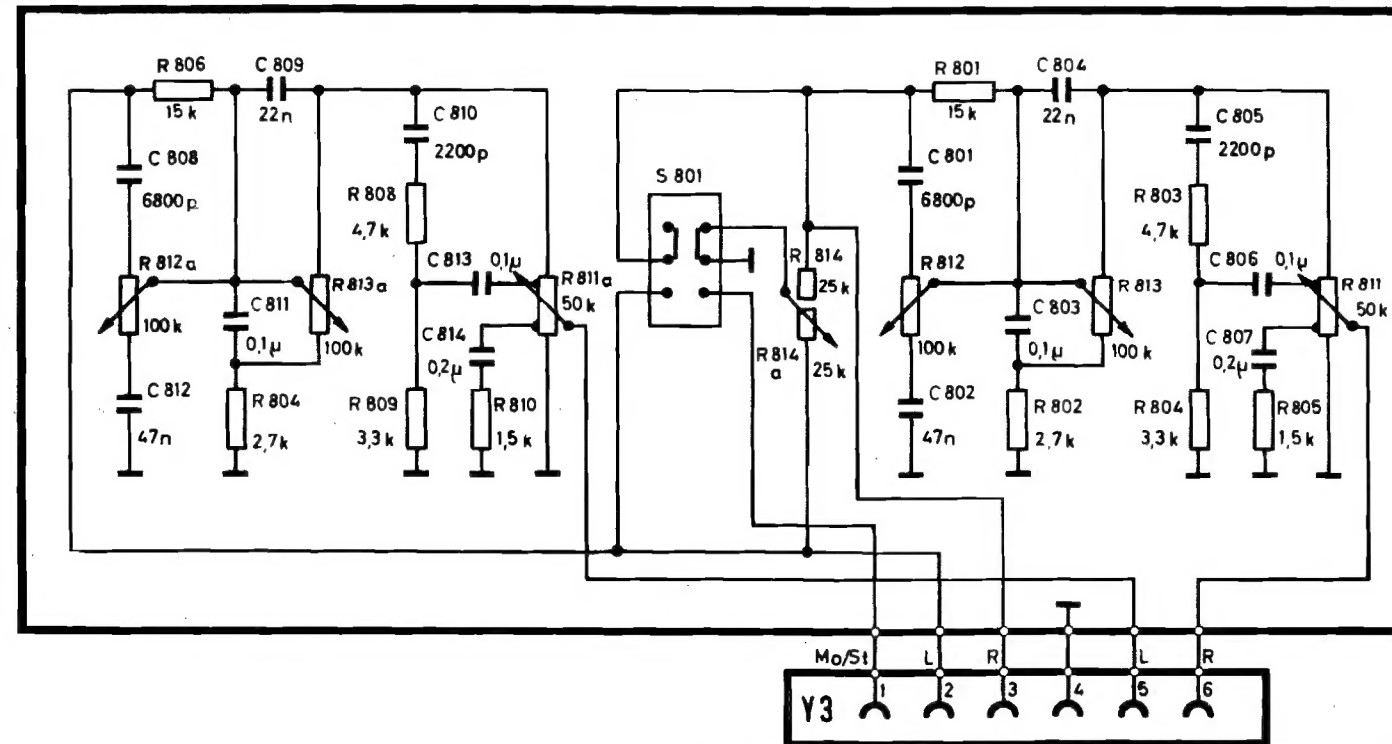 R 806
15 k
C 809
22 n
C 808
6800 p
C 810
2200 p
R 808
4,7 k
R 812 a
100 k
C 811
0,1 µ
R 813 a
100 k
C 813
0,1 µ
R 811 a
50 k
C 814
0,2 µ
C 812
47 n
R 804
2,7 k
R 809
3,3 k
R 810
1,5 k
S 801
R 814
25 k
R 814
a
25 k
R 801
15 k
C 804
22 n
C 801
6800 p
C 805
2200 p
R 803
4,7 k
R 812
100 k
C 803
0,1 µ
R 813
100 k
C 806
0,1 µ
R 811
50 k
C 807
0,2 µ
C 802
47 n
R 802
2,7 k
R 804
3,3 k
R 805
1,5 k
Mo/St L R L R
Y3 1 2 3 4 5 6